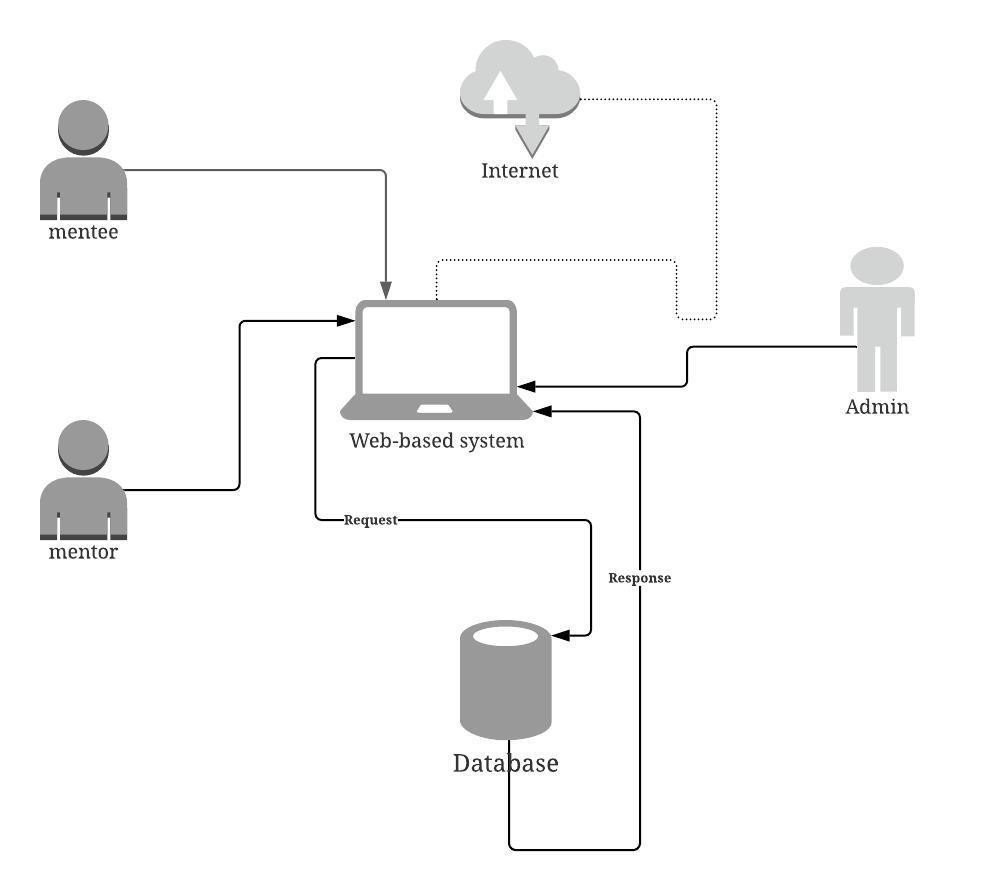 Internet
mentee
Admin
Web-based system
Request
mentor
Response
Database